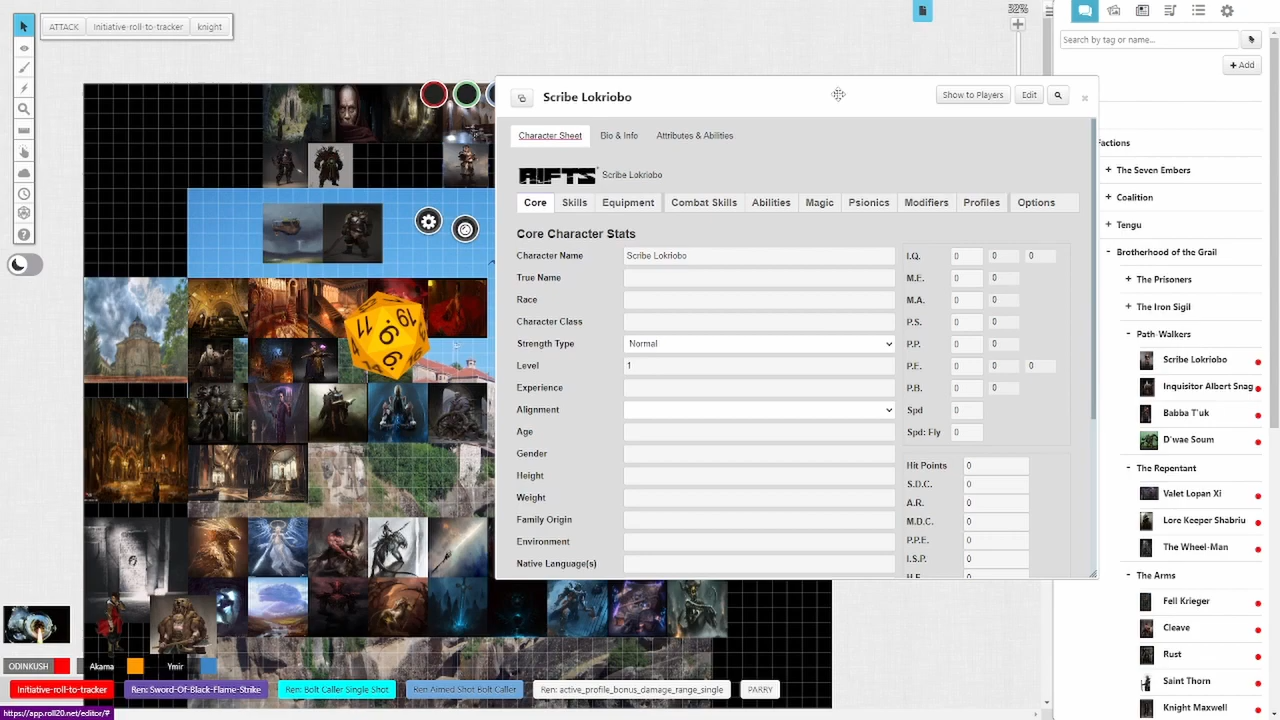 ATTACK Initiative-roll-to-tracker knight
52%
Search by tag or name...
+ Add
Scribe Lokriobo
Show to Players Edit
Character Sheet Bio & Info Attributes & Abilities
RIFTS Scribe Lokriobo
Core Skills Equipment Combat Skills Abilities Magic Psionics Modifiers Profiles Options
Core Character Stats
Character Name Scribe Lokriobo
True Name
Race
Character Class
Strength Type Normal
Level 1
Experience
Alignment
Age
Gender
Height
Weight
Family Origin
Environment
Native Language(s)
I.Q. 0 0 0
M.E. 0 0
M.A. 0 0
P.S. 0 0
P.P. 0 0
P.E. 0 0 0
P.B. 0 0
Spd 0
Spd: Fly 0
Hit Points 0
S.D.C. 0
A.R. 0
M.D.C. 0
P.P.E. 0
I.S.P. 0
H.F. 0
actions
+ The Seven Embers
+ Coalition
+ Tengu
- Brotherhood of the Grail
+ The Prisoners
+ The Iron Sigil
- Path-Walkers
Scribe Lokriobo
Inquisitor Albert Snag
Babba T'uk
D'wae Soum
- The Repentant
Valet Lopan Xi
Lore Keeper Shabriu
The Wheel-Man
- The Arms
Fell Krieger
Cleave
Rust
Saint Thorn
Knight Maxwell
11 19 9
ODINKUSH Akama Ymir
Initiative-roll-to-tracker Ren: Sword-Of-Black-Flame-Strike Ren: Bolt Caller Single Shot Ren Aimed Shot Bolt Caller Ren: active_profile_bonus_damage_range_single PARRY
https://app.roll20.net/editor/#